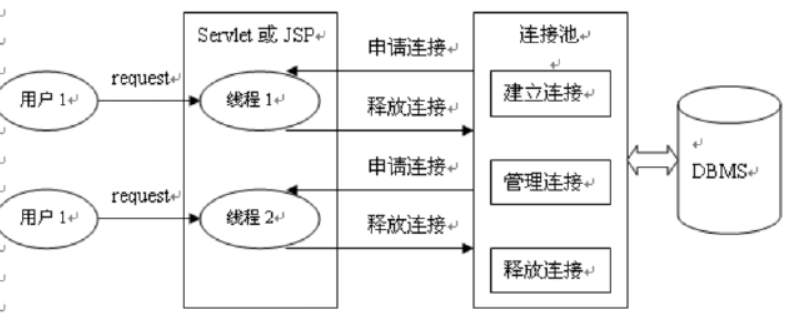 Servlet 或 JSP
连接池
申请连接
request
用户 1
线程 1
建立连接
释放连接
DBMS
申请连接
管理连接
request
用户 1
线程 2
释放连接
释放连接